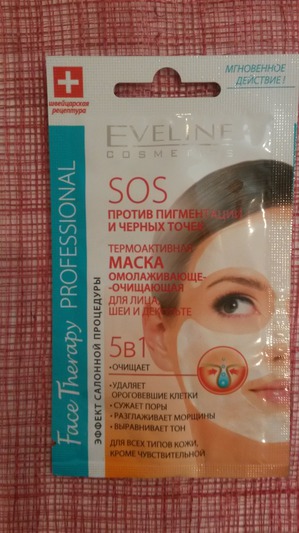 швейцарская
рецептура
МГНОВЕННОЕ
ДЕЙСТВИЕ!
EVELINE
COSMETICS
SOS
ПРОТИВ ПИГМЕНТАЦИИ
И ЧЕРНЫХ ТОЧЕК
ТЕРМОАКТИВНАЯ
МАСКА
ОМОЛАЖИВАЮЩЕ-
-ОЧИЩАЮЩАЯ
ДЛЯ ЛИЦА,
ШЕИ И ДЕКОЛЬТЕ
5в1
•ОЧИЩАЕТ
•УДАЛЯЕТ
ОРОГОВЕВШИЕ КЛЕТКИ
•СУЖАЕТ ПОРЫ
•РАЗГЛАЖИВАЕТ МОРЩИНЫ
•ВЫРАВНИВАЕТ ТОН
ДЛЯ ВСЕХ ТИПОВ КОЖИ,
КРОМЕ ЧУВСТВИТЕЛЬНОЙ
Face Therapy PROFESSIONAL
ЭФФЕКТ САЛОННОЙ ПРОЦЕДУРЫ